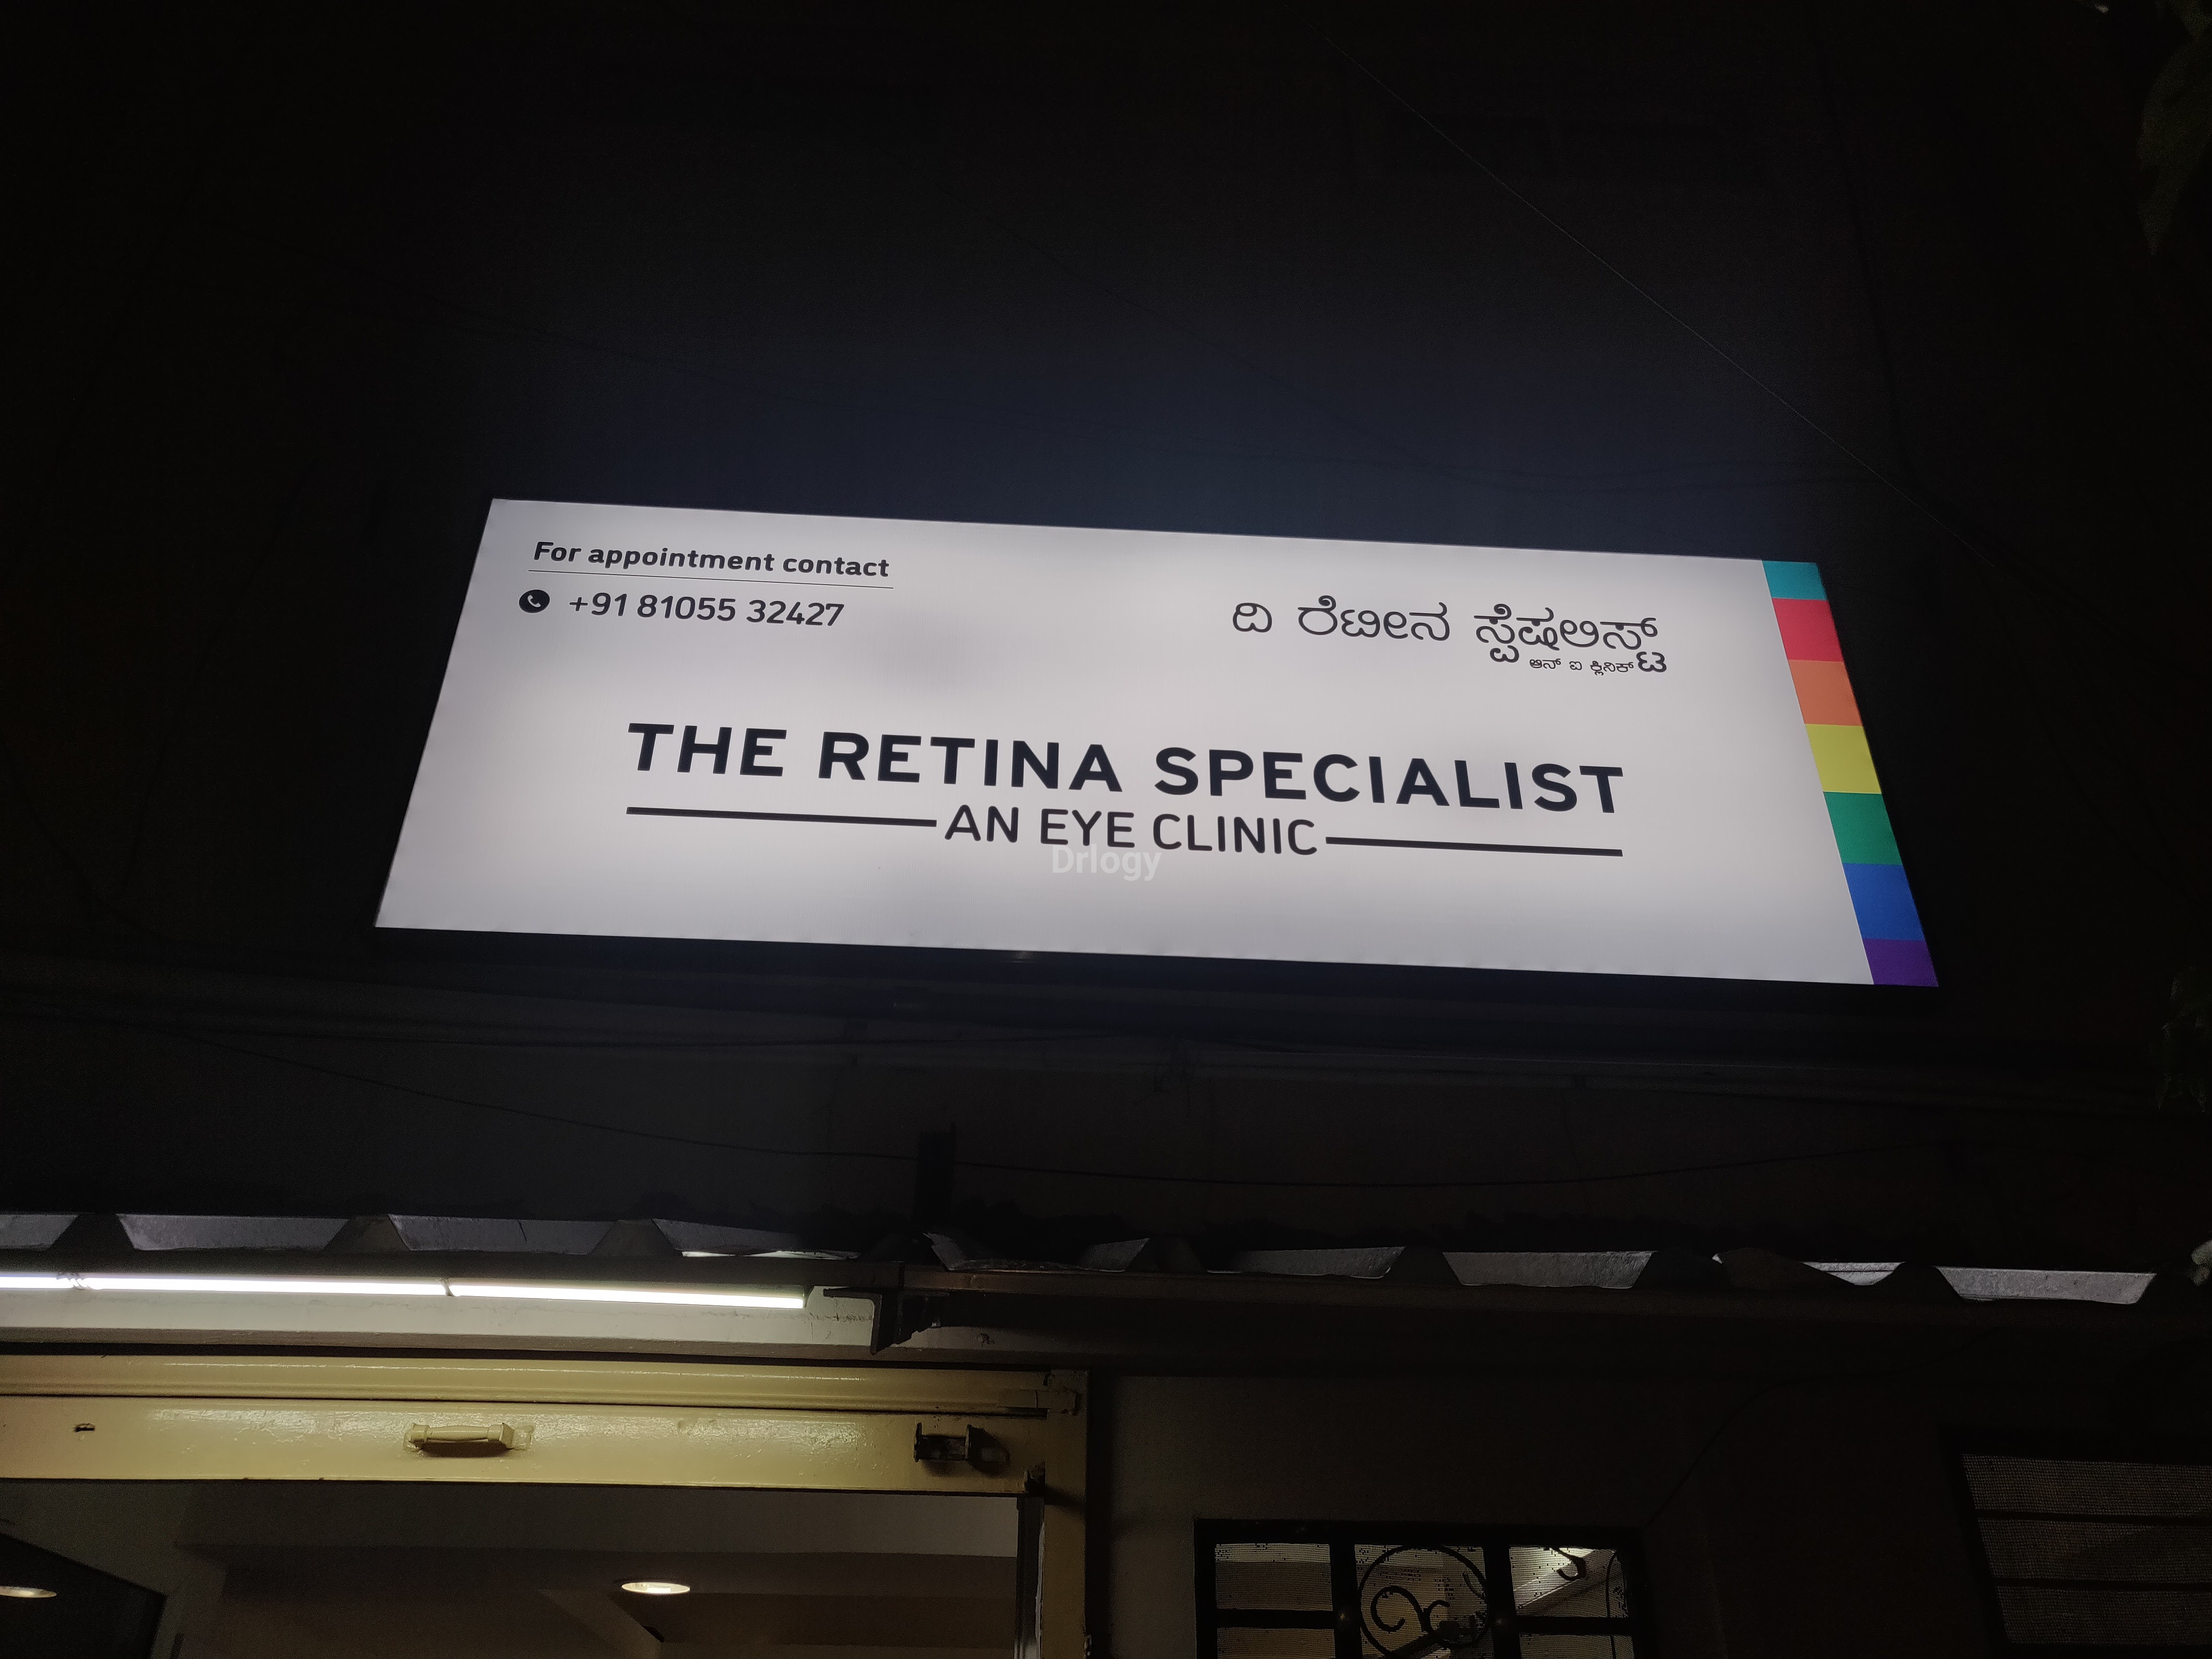 For appointment contact
+91 81055 32427
ದಿ ರೆಟೀನ ಸ್ಪೆಷಲಿಸ್ಟ್
ಆನ್ ಐ ಕ್ಲಿನಿಕ್
THE RETINA SPECIALIST
AN EYE CLINIC
Drlogy